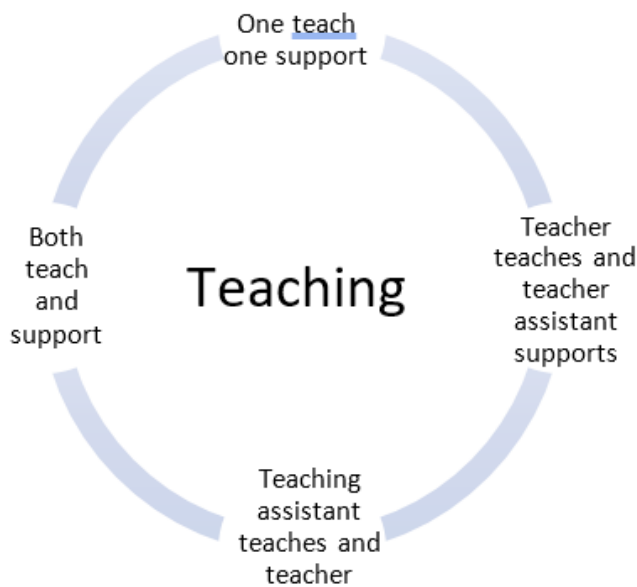 One teach
one support
Teacher
teaches and
teacher
assistant
supports
Teaching
assistant
teaches and
teacher
Both
teach
and
support
Teaching